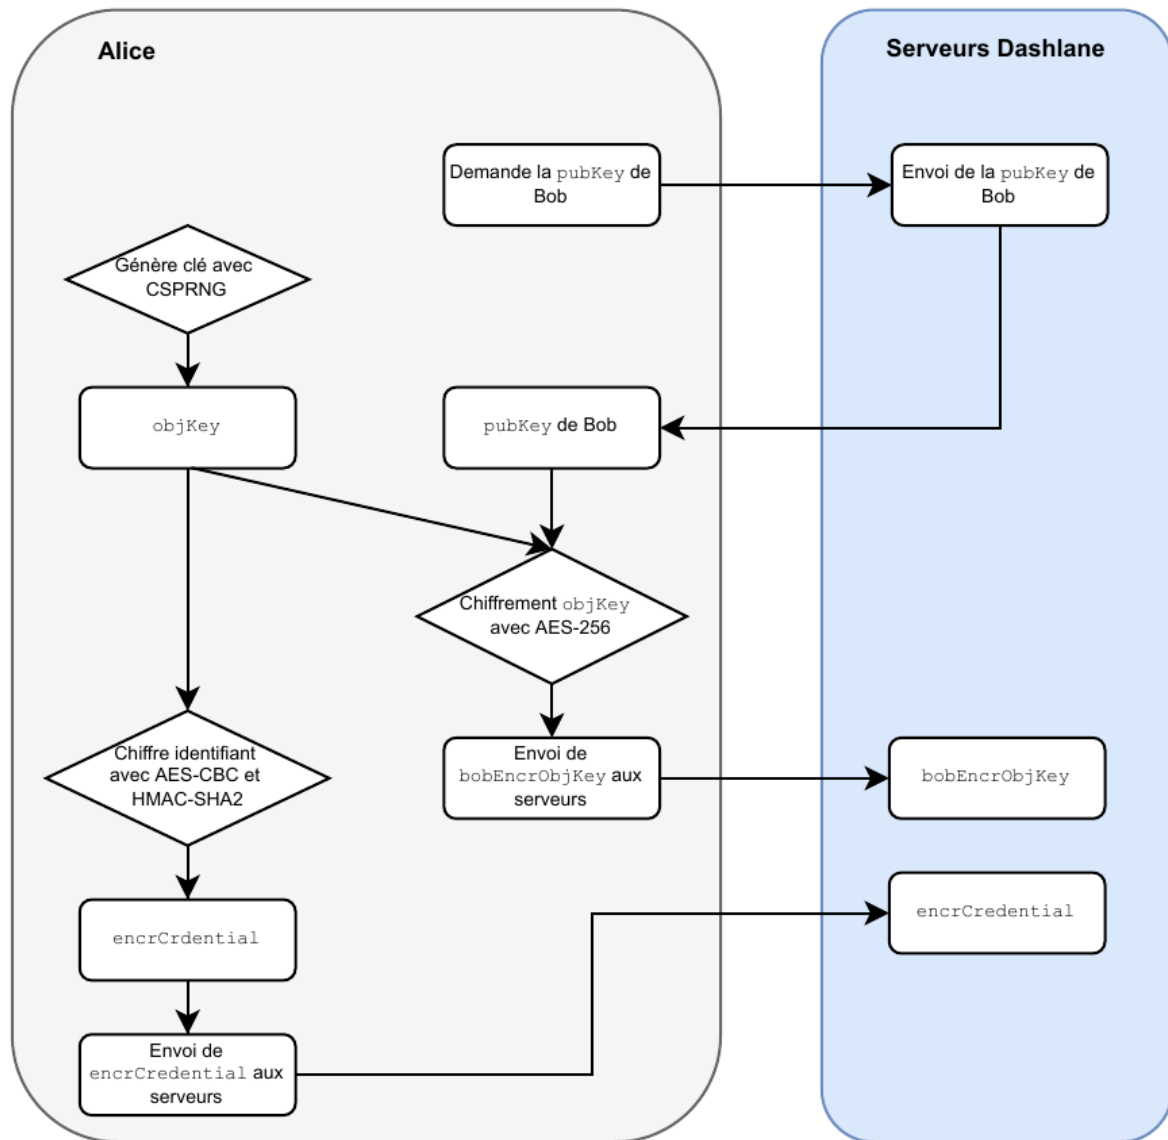 Alice
Serveurs Dashlane
Demande la pubKey de
Bob
Envoi de la pubKey de
Bob
Génère clé avec
CSPRNG
objKey
pubKey de Bob
Chiffrement objKey
avec AES-256
Chiffre identifiant
avec AES-CBC et
HMAC-SHA2
Envoi de
bobEncrObjKey aux
serveurs
bobEncrObjKey
encrCrdential
encrCredential
Envoi de
encrCredential aux
serveurs